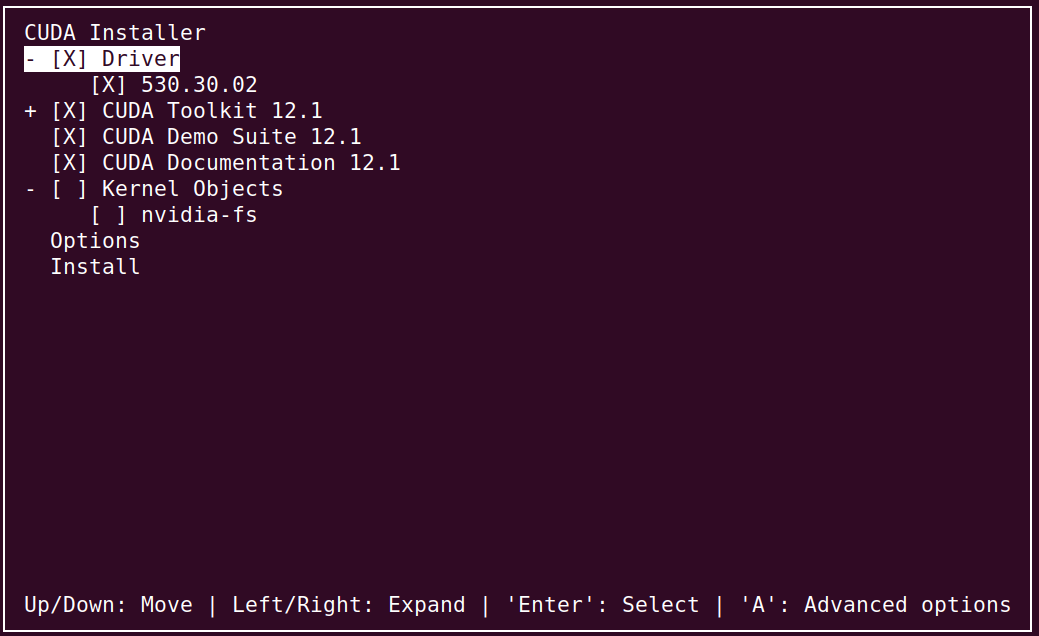 CUDA Installer
- [X] Driver
[X] 530.30.02
+ [X] CUDA Toolkit 12.1
[X] CUDA Demo Suite 12.1
[X] CUDA Documentation 12.1
- [ ] Kernel Objects
[ ] nvidia-fs
Options
Install
Up/Down: Move | Left/Right: Expand | 'Enter': Select | 'A': Advanced options